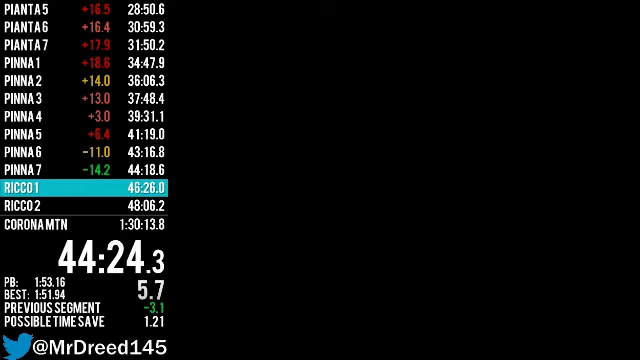 PIANTA 5 +16.5 28:50.6
PIANTA 6 +16.4 30:59.3
PIANTA 7 +17.9 31:50.2
PINNA 1 +18.6 34:47.9
PINNA 2 +14.0 36:06.3
PINNA 3 +13.0 37:48.4
PINNA 4 +3.0 39:31.1
PINNA 5 +6.4 41:19.0
PINNA 6 -11.0 43:16.8
PINNA 7 -14.2 44:18.6
RICCO 1 46:26.0
RICCO 2 48:06.2
CORONA MTN 1:30:13.8
44:24.3
PB: 1:53.16 5.7
BEST: 1:51.94
PREVIOUS SEGMENT -3.1
POSSIBLE TIME SAVE 1.21
@MrDreed145